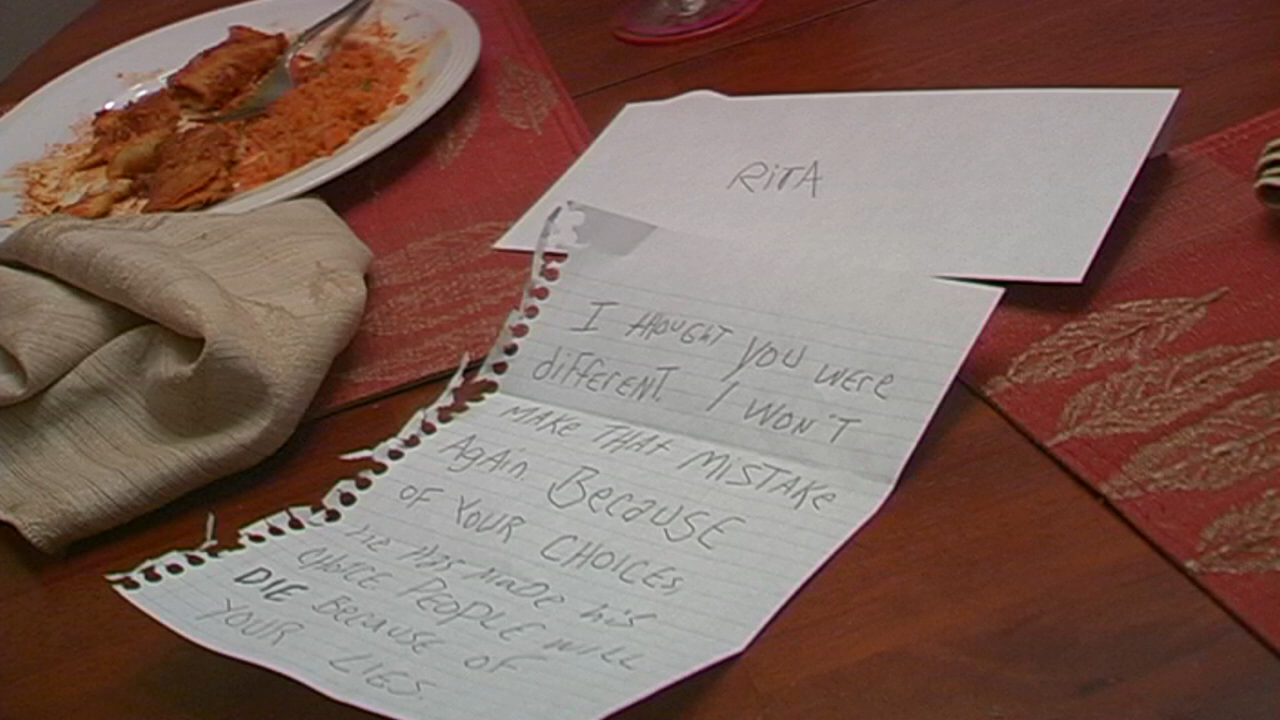 RiTA
I THOUGHT YOU WERE
diFFERENT. I WON'T
MAKE THAT MiSTAKE
AgAin. BecauSE
OF YOUR CHOICES,
He HAS MADE his
CHOICE PEOPLE WILL
DIE Because OF
YOUR LIES